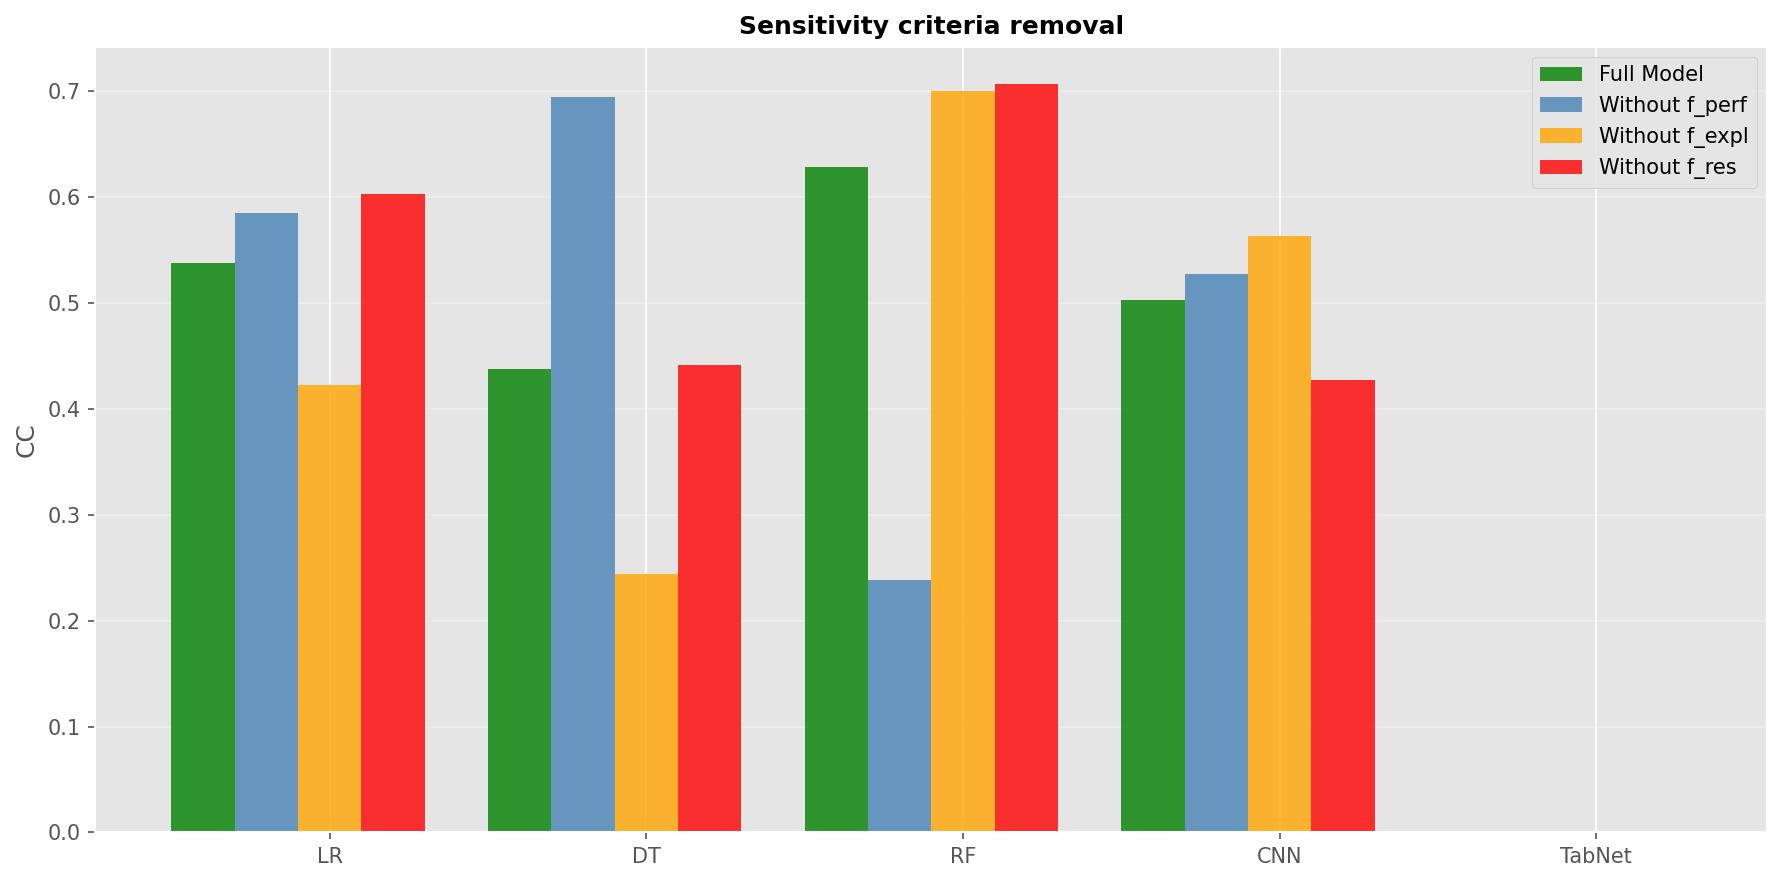 Sensitivity criteria removal
Full Model
Without f_perf
Without f_expl
Without f_res
CC
0.7
0.6
0.5
0.4
0.3
0.2
0.1
0.0
LR DT RF CNN TabNet